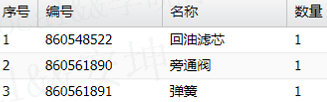 序号 编号 名称 数量
1 860548522 回油滤芯 1
2 860561890 旁通阀 1
3 860561891 弹簧 1